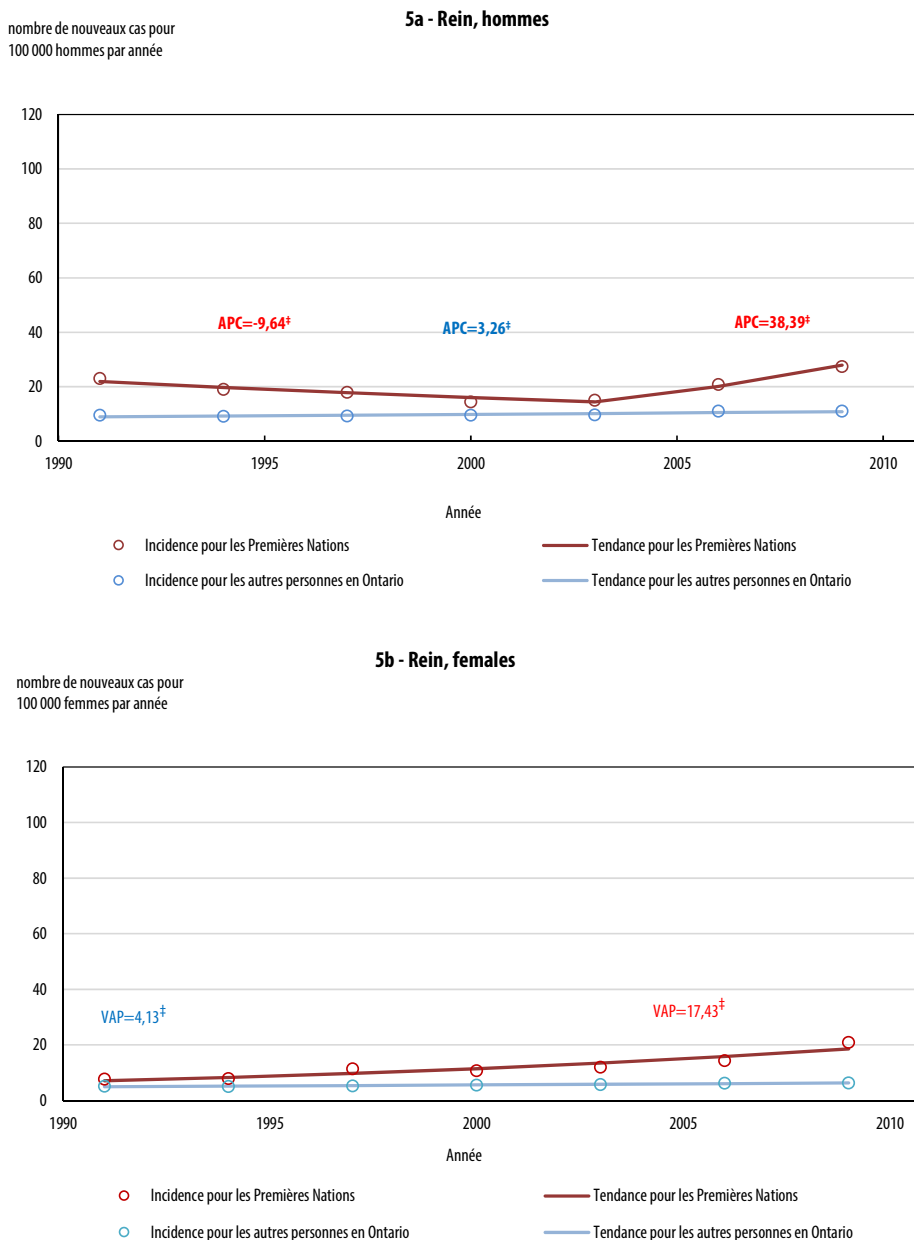 5a - Rein, hommes
nombre de nouveaux cas pour
100 000 hommes par année
120
100
80
60
40
20
0
APC=-9,64‡
APC=3,26‡
APC=38,39‡
1990
1995
2000
2005
2010
Année
Incidence pour les Premières Nations
Tendance pour les Premières Nations
Incidence pour les autres personnes en Ontario
Tendance pour les autres personnes en Ontario
5b - Rein, females
nombre de nouveaux cas pour
100 000 femmes par année
120
100
80
60
40
20
0
VAP=4,13‡
VAP=17,43‡
1990
1995
2000
2005
2010
Année
Incidence pour les Premières Nations
Tendance pour les Premières Nations
Incidence pour les autres personnes en Ontario
Tendance pour les autres personnes en Ontario